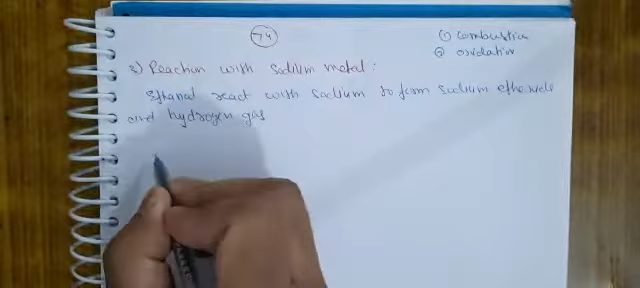 74
① Combustion
② Oxidation
3) Reaction with Sodium metal :
Ethanol react with Sodium to form Sodium ethoxide
and hydrogen gas